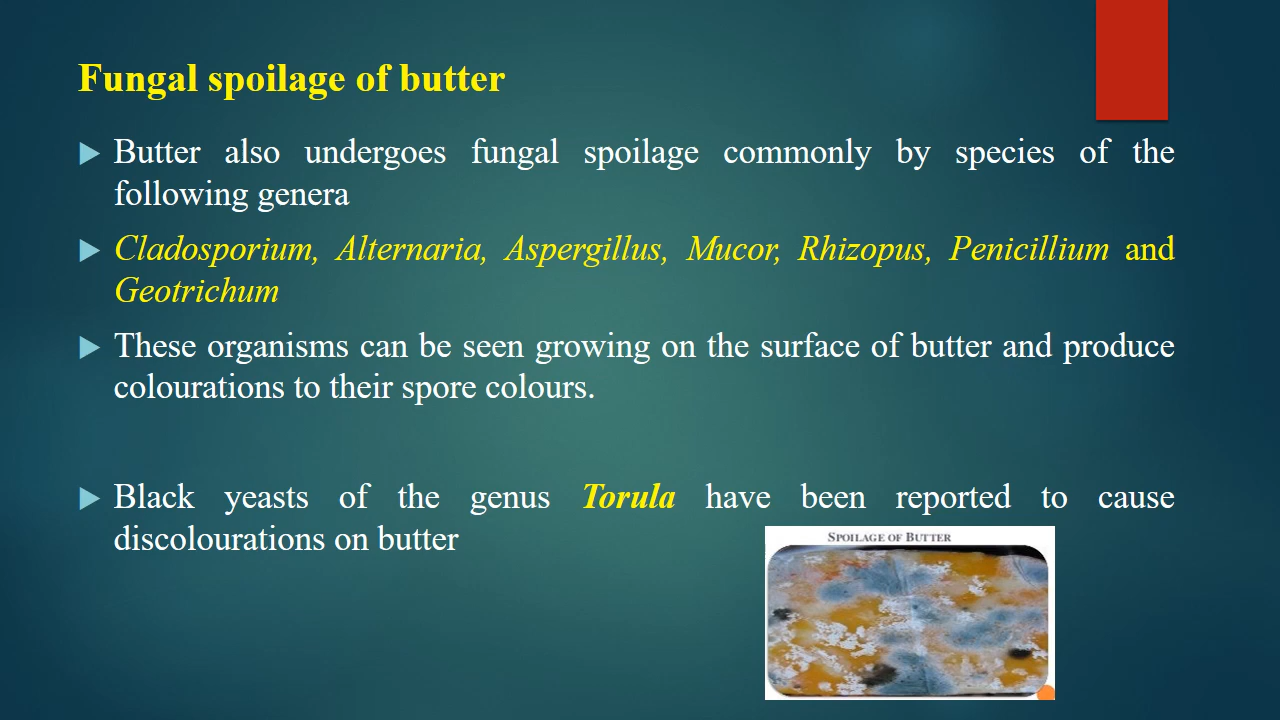 Fungal spoilage of butter
Butter also undergoes fungal spoilage commonly by species of the
following genera
Cladosporium, Alternaria, Aspergillus, Mucor, Rhizopus, Penicillium and
Geotrichum
These organisms can be seen growing on the surface of butter and produce
colourations to their spore colours.
Black yeasts of the genus Torula have been reported to cause
discolourations on butter
SPOILAGE OF BUTTER